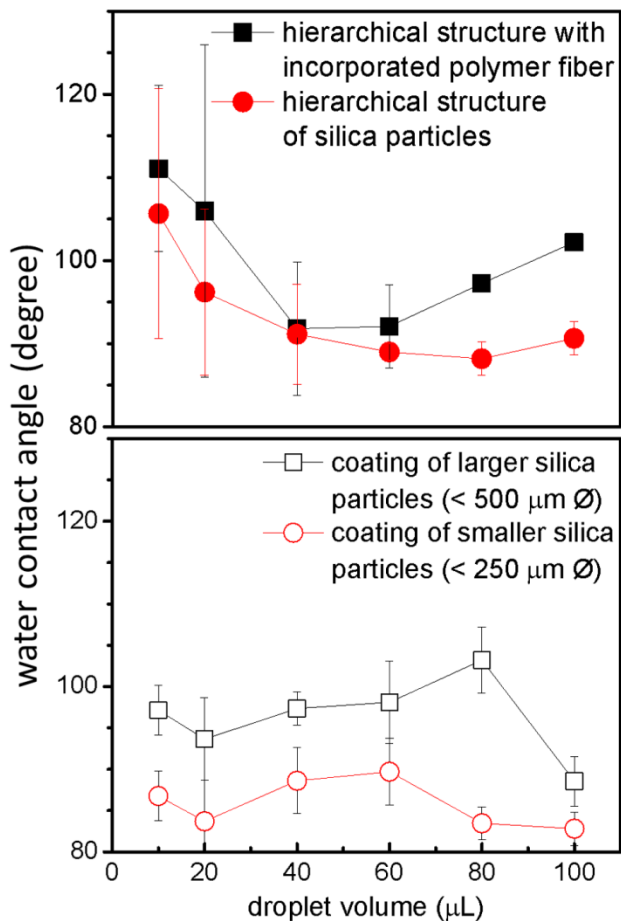 hierarchical structure with
incorporated polymer fiber
hierarchical structure
of silica particles
120
100
80
water contact angle (degree)
coating of larger silica
particles (< 500 μm Ø)
coating of smaller silica
particles (< 250 μm Ø)
120
100
80
0 20 40 60 80 100
droplet volume (μL)